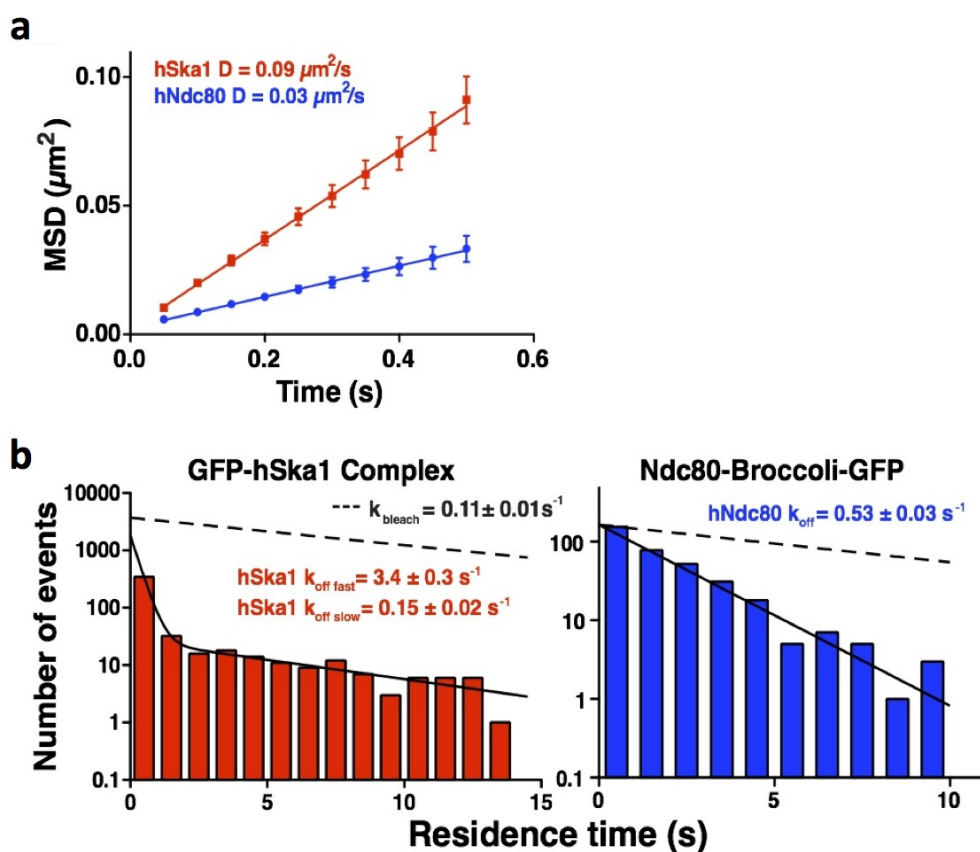 a
hSka1 D = 0.09 µm²/s
hNdc80 D = 0.03 µm²/s
0.10
0.05
0.00
MSD (µm²)
0.0 0.2 0.4 0.6
Time (s)
b
GFP-hSka1 Complex
Ndc80-Broccoli-GFP
k bleach = 0.11 ± 0.01 s⁻¹
hSka1 k off fast = 3.4 ± 0.3 s⁻¹
hSka1 k off slow = 0.15 ± 0.02 s⁻¹
hNdc80 k off = 0.53 ± 0.03 s⁻¹
Number of events
10000
1000
100
10
1
0.1
0 5 10 15
100
10
1
0.1
0 5 10
Residence time (s)